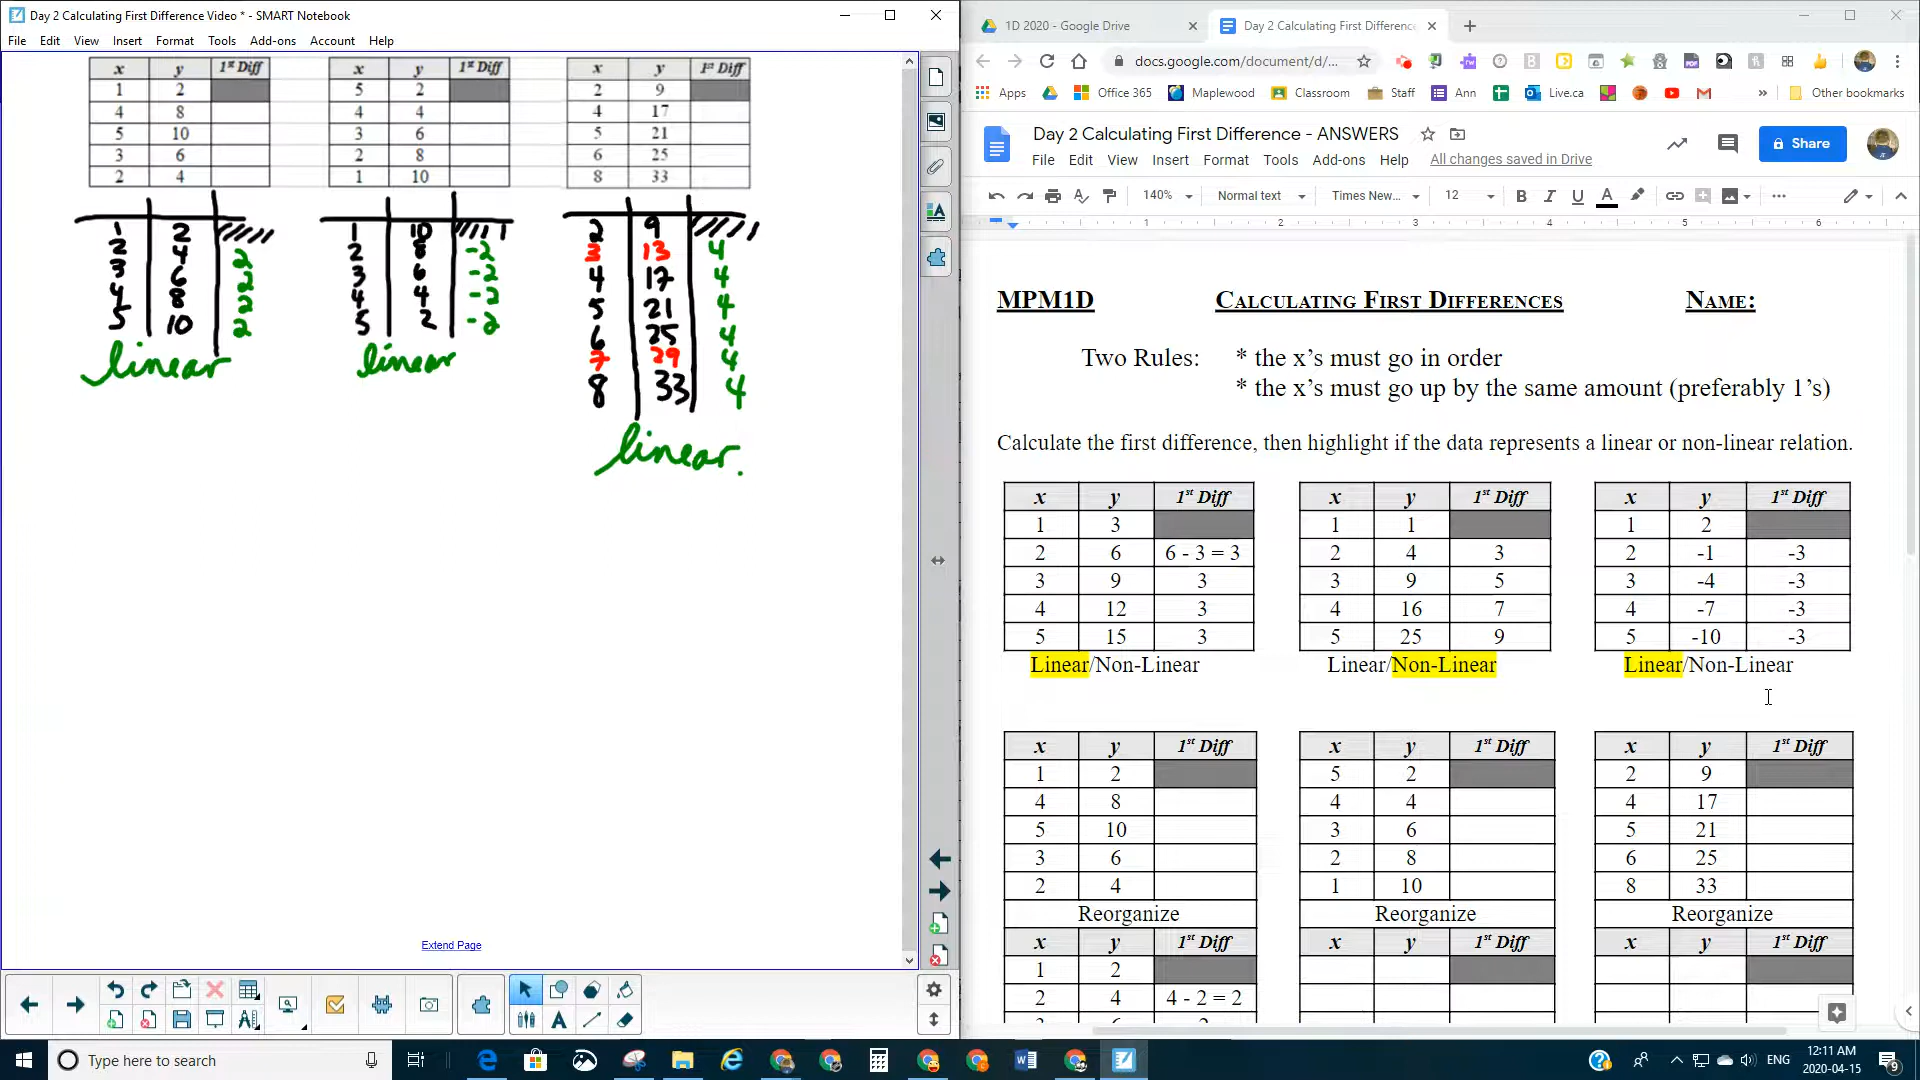 Day 2 Calculating First Difference Video * - SMART Notebook
File Edit View Insert Format Tools Add-ons Account Help
x y 1st Diff
1 2
4 8
5 10
3 6
2 4
x y 1st Diff
5 2
4 4
3 6
2 8
1 10
x y 1st Diff
2 9
4 17
5 21
6 25
8 33
1 2
2 4 2
3 6 2
4 8 2
5 10 2
linear
1 10
2 8 -2
3 6 -2
4 4 -2
5 2 -2
linear
2 9
3 13 4
4 17 4
5 21 4
6 25 4
7 29 4
8 33 4
linear.
Extend Page
1D 2020 - Google Drive
Day 2 Calculating First Difference
docs.google.com/document/d/...
Apps Office 365 Maplewood Classroom Staff Ann Live.ca » Other bookmarks
Day 2 Calculating First Difference - ANSWERS
Share
File Edit View Insert Format Tools Add-ons Help All changes saved in Drive
140% Normal text Times New... 12 B I U A
1 2 3 4 5 6
MPM1D CALCULATING FIRST DIFFERENCES NAME:
Two Rules: * the x’s must go in order
* the x’s must go up by the same amount (preferably 1’s)
Calculate the first difference, then highlight if the data represents a linear or non-linear relation.
x y 1st Diff
1 3
2 6 6 - 3 = 3
3 9 3
4 12 3
5 15 3
Linear/Non-Linear
x y 1st Diff
1 1
2 4 3
3 9 5
4 16 7
5 25 9
Linear/Non-Linear
x y 1st Diff
1 2
2 -1 -3
3 -4 -3
4 -7 -3
5 -10 -3
Linear/Non-Linear
x y 1st Diff
1 2
4 8
5 10
3 6
2 4
Reorganize
x y 1st Diff
1 2
2 4 4 - 2 = 2
x y 1st Diff
5 2
4 4
3 6
2 8
1 10
Reorganize
x y 1st Diff
x y 1st Diff
2 9
4 17
5 21
6 25
8 33
Reorganize
x y 1st Diff
Type here to search
ENG
12:11 AM
2020-04-15
9